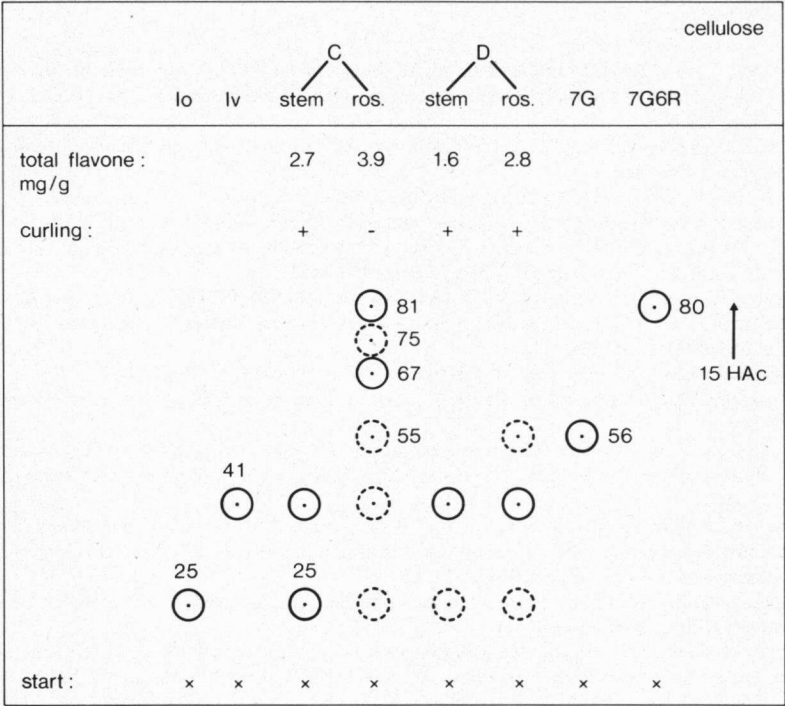 cellulose
C D
Io Iv stem ros. stem ros. 7G 7G6R
total flavone : 2.7 3.9 1.6 2.8
mg/g
curling : + - + +
81 80
75
67 15 HAc
55 56
41
25 25
start : × × × × × × × ×